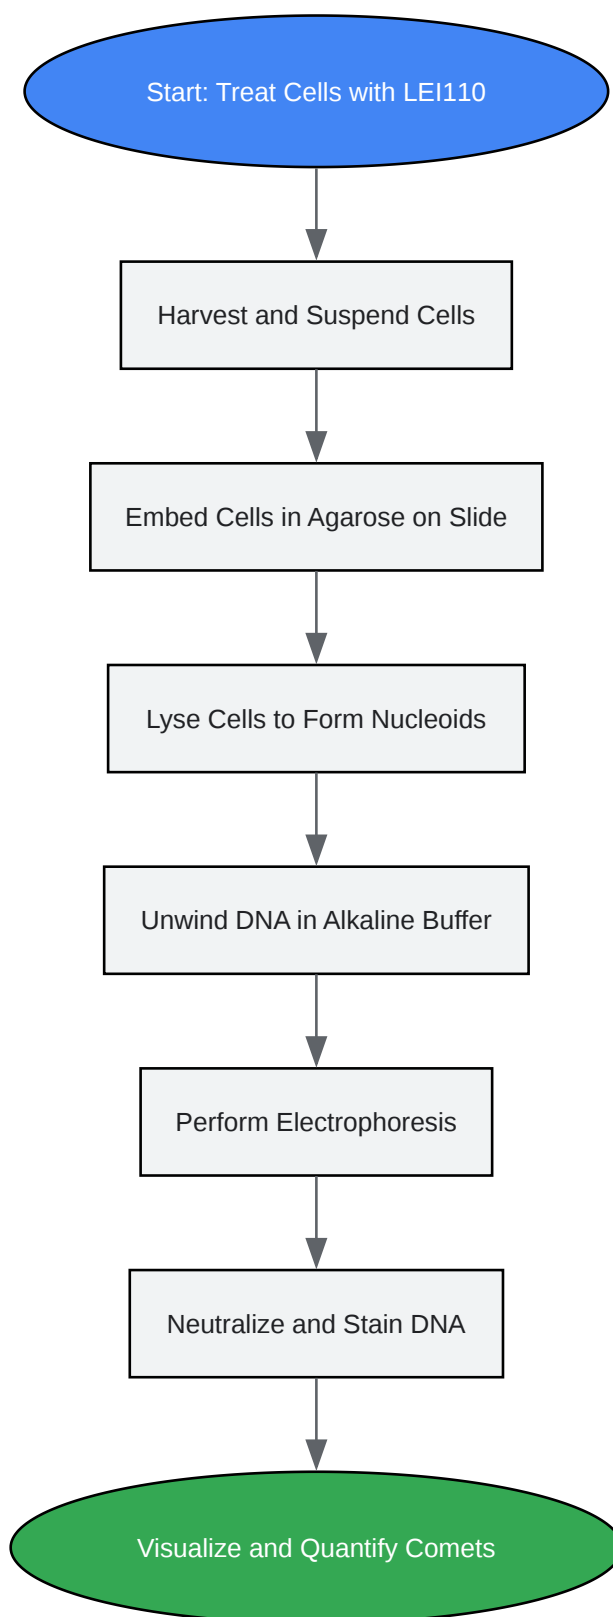 Start: Treat Cells with LEI110
Harvest and Suspend Cells
Embed Cells in Agarose on Slide
Lyse Cells to Form Nucleoids
Unwind DNA in Alkaline Buffer
Perform Electrophoresis
Neutralize and Stain DNA
Visualize and Quantify Comets